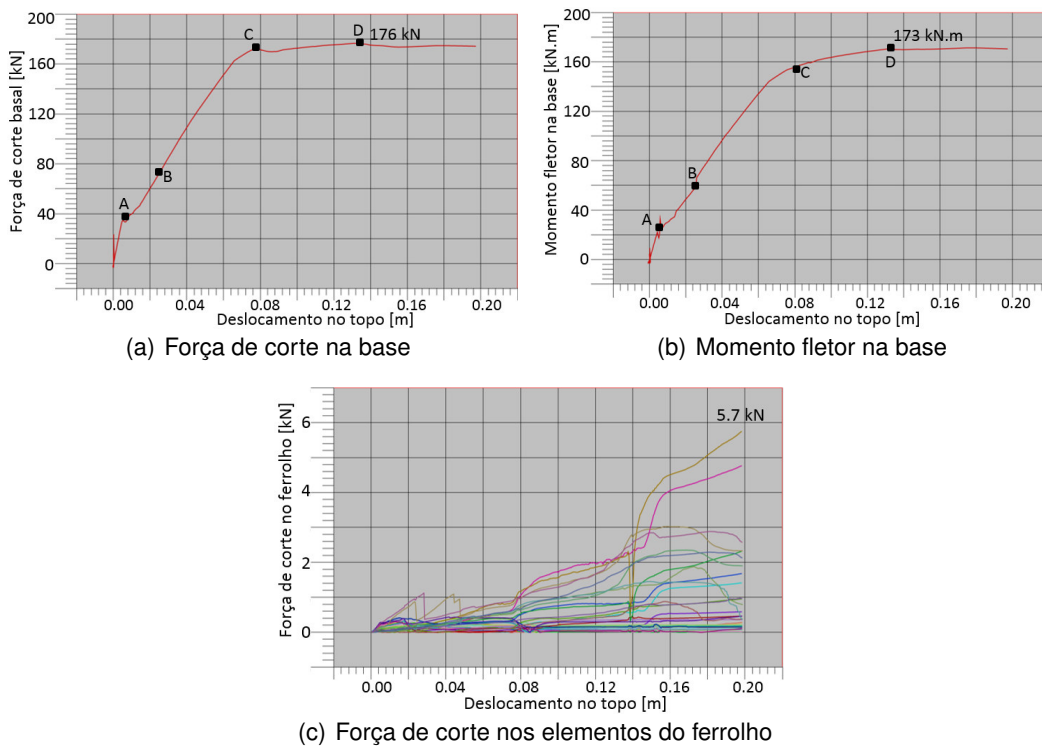 Força de corte basal [kN]
200
160
120
80
40
0
A
B
C
D
176 kN
0.00 0.04 0.08 0.12 0.16 0.20
Deslocamento no topo [m]
(a) Força de corte na base
Momento fletor na base [kN.m]
200
160
120
80
40
0
A
B
C
D
173 kN.m
0.00 0.04 0.08 0.12 0.16 0.20
Deslocamento no topo [m]
(b) Momento fletor na base
Força de corte no ferrolho [kN]
6
4
2
0
5.7 kN
0.00 0.04 0.08 0.12 0.16 0.20
Deslocamento no topo [m]
(c) Força de corte nos elementos do ferrolho